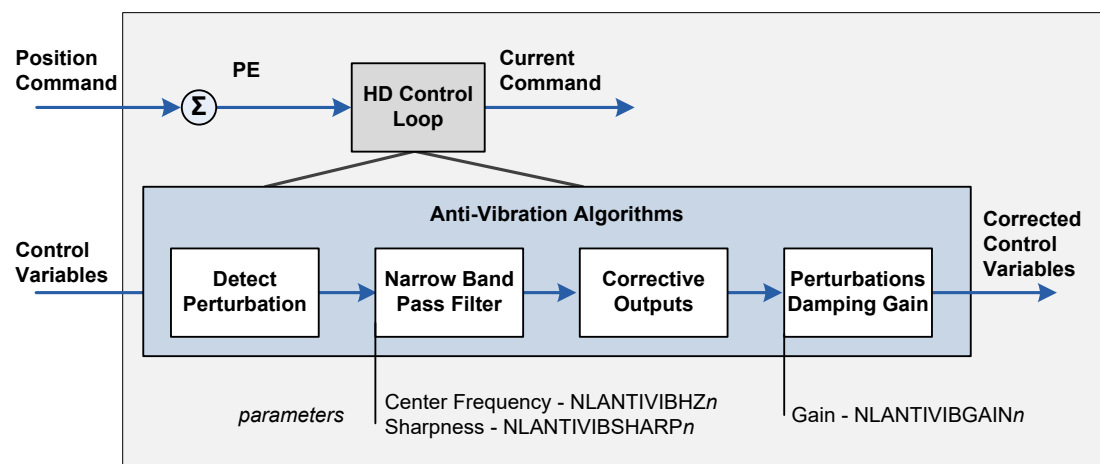 Position
Command
Σ
PE
HD Control
Loop
Current
Command
Anti-Vibration Algorithms
Control
Variables
Detect
Perturbation
Narrow Band
Pass Filter
Corrective
Outputs
Perturbations
Damping Gain
Corrected
Control
Variables
parameters
Center Frequency - NLANTIVIBHZn
Sharpness - NLANTIVIBSHARPn
Gain - NLANTIVIBGAINn